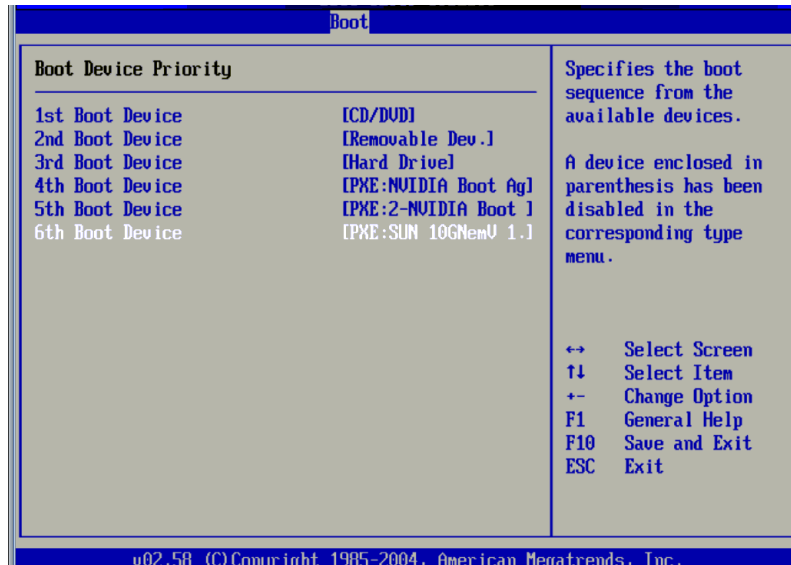 Boot
Boot Device Priority
1st Boot Device [CD/DVD]
2nd Boot Device [Removable Dev.]
3rd Boot Device [Hard Drive]
4th Boot Device [PXE:NVIDIA Boot Ag]
5th Boot Device [PXE:2-NVIDIA Boot ]
6th Boot Device [PXE:SUN 10GNemV 1.]
Specifies the boot
sequence from the
available devices.
A device enclosed in
parenthesis has been
disabled in the
corresponding type
menu.
↔ Select Screen
↑↓ Select Item
+- Change Option
F1 General Help
F10 Save and Exit
ESC Exit
v02.58 (C)Copyright 1985-2004, American Megatrends, Inc.